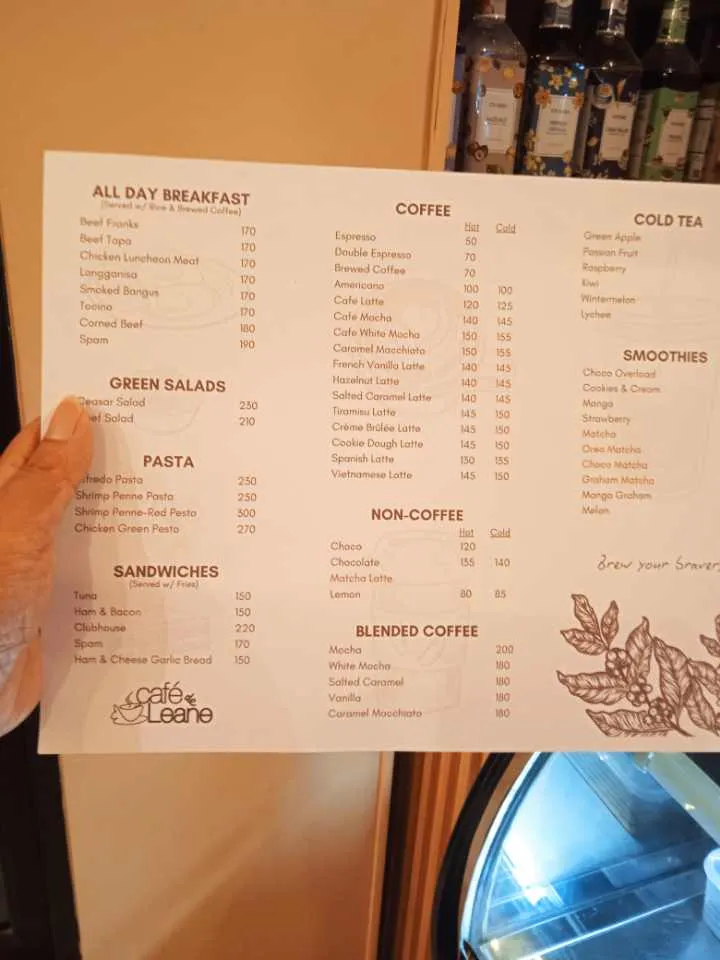 ALL DAY BREAKFAST
(Served w/ Rice & Brewed Coffee)
Beef Franks 170
Beef Tapa 170
Chicken Luncheon Meat 170
Langganisa 170
Smoked Bangus 170
Tocino 170
Corned Beef 180
Spam 190
GREEN SALADS
Ceasar Salad 230
Salad 210
PASTA
Pasta 230
Shrimp Penne Pasta 250
Shrimp Penne-Red Pesto 300
Chicken Green Pesto 270
SANDWICHES
(Served w/ Fries)
Tuna 150
Ham & Bacon 150
Clubhouse 220
Spam 170
Ham & Cheese Garlic Bread 150
café de Leane
COFFEE
Hot Cold
Espresso 50
Double Espresso 70
Brewed Coffee 70
Americano 100 100
Cafe Latte 120 125
Cafe Mocha 140 145
Cafe White Mocha 150 155
Caramel Macchiato 150 155
French Vanilla Latte 140 145
Hazelnut Latte 140 145
Salted Caramel Latte 140 145
Tiramisu Latte 145 150
Crème Brûlée Latte 145 150
Cookie Dough Latte 145 150
Spanish Latte 130 135
Vietnamese Latte 145 150
NON-COFFEE
Hot Cold
Choco 120
Chocolate 135 140
Matcha Latte
Lemon 80 85
BLENDED COFFEE
Mocha 200
White Mocha 180
Salted Caramel 180
Vanilla 180
Caramel Macchiato 180
COLD TEA
Green Apple
Passion Fruit
Raspberry
Kiwi
Wintermelon
Lychee
SMOOTHIES
Choco Overload
Cookies & Cream
Mango
Strawberry
Matcha
Oreo Matcha
Choco Matcha
Graham Matcha
Mango Graham
Melon
Brew your